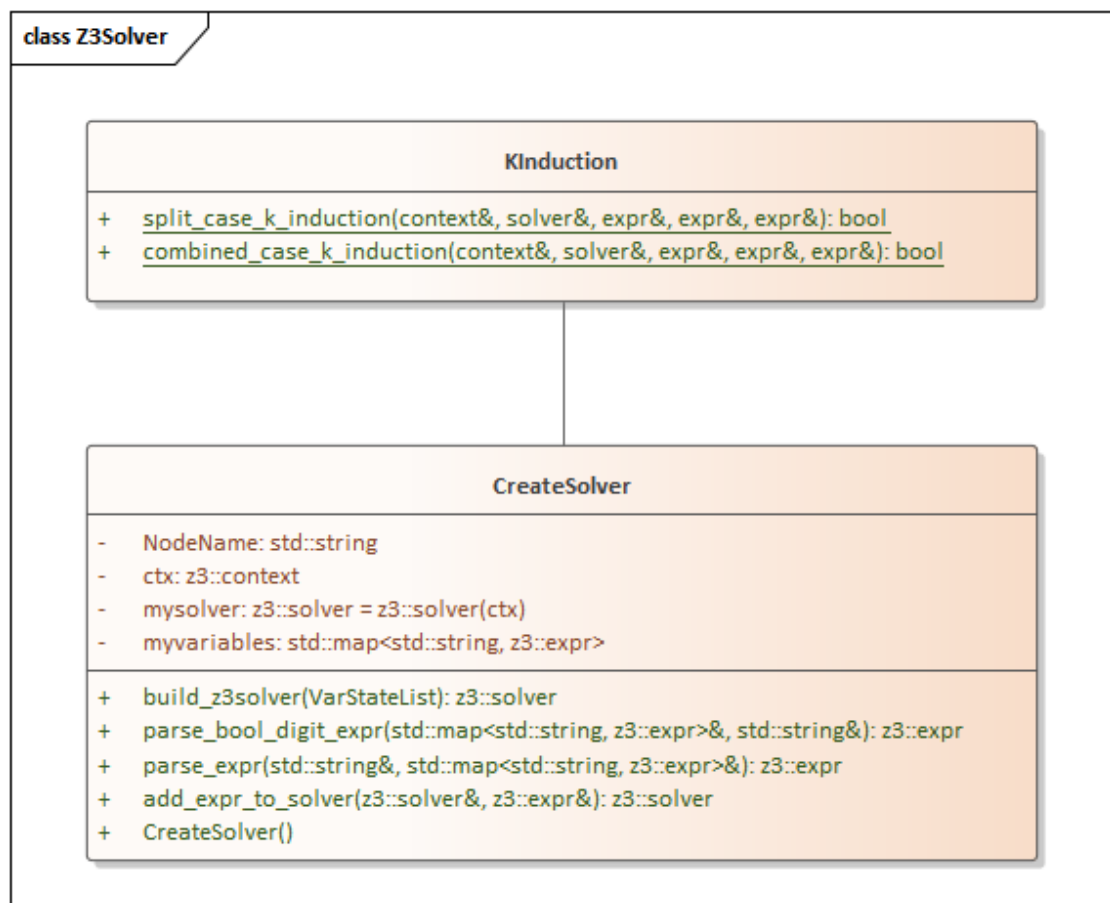 class Z3Solver
KInduction
+ split_case_k_induction(context&, solver&, expr&, expr&, expr&): bool
+ combined_case_k_induction(context&, solver&, expr&, expr&, expr&): bool
CreateSolver
- NodeName: std::string
- ctx: z3::context
- mysolver: z3::solver = z3::solver(ctx)
- myvariables: std::map<std::string, z3::expr>
+ build_z3solver(VarStateList): z3::solver
+ parse_bool_digit_expr(std::map<std::string, z3::expr>&, std::string&): z3::expr
+ parse_expr(std::string&, std::map<std::string, z3::expr>&): z3::expr
+ add_expr_to_solver(z3::solver&, z3::expr&): z3::solver
+ CreateSolver()